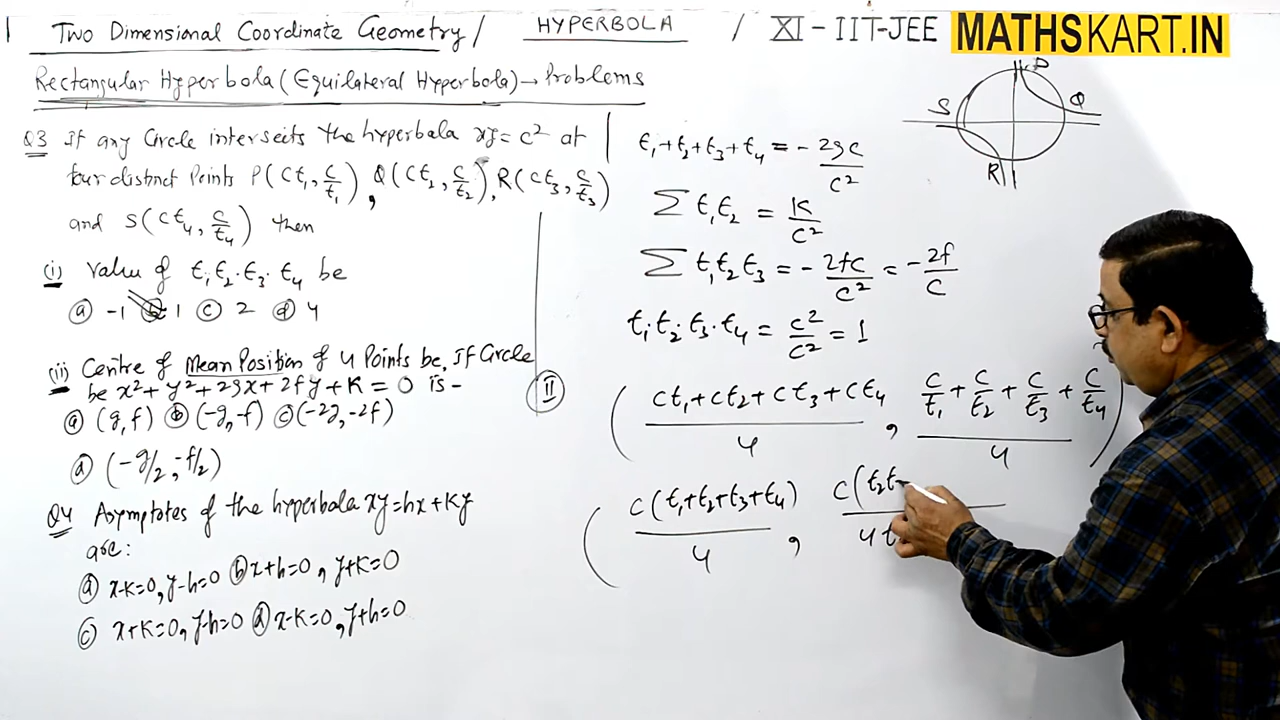 Two Dimensional Coordinate Geometry / HYPERBOLA / XI - IIT-JEE MATHSKART.IN
Rectangular Hyperbola (Equilateral Hyperbola) → Problems
Q3 If any Circle intersects the hyperbola xy = c² at
four distinct Points P(ct₁, c/t₁), Q(ct₂, c/t₂), R(ct₃, c/t₃)
and S(ct₄, c/t₄) then
(i) Value of t₁.t₂.t₃.t₄ be
(a) -1 (b) 1 (c) 2 (d) 4
(ii) Centre of Mean Position of 4 Points be, If Circle
be x² + y² + 2gx + 2fy + K = 0 is -
(a) (g, f) (b) (-g, -f) (c) (-2g, -2f)
(d) (-g/2, -f/2)
Q4 Asymptotes of the hyperbola xy = hx + Ky
are:
(a) x-K=0, y-h=0 (b) x+h=0, y+K=0
(c) x+K=0, y-h=0 (d) x-K=0, y+h=0
P
S Q
R
t₁+t₂+t₃+t₄ = -2gc/c²
∑ t₁t₂ = K/c²
∑ t₁t₂t₃ = -2fc/c² = -2f/c
t₁.t₂.t₃.t₄ = c²/c² = 1
II
((ct₁+ct₂+ct₃+ct₄)/4, (c/t₁+c/t₂+c/t₃+c/t₄)/4)
(c(t₁+t₂+t₃+t₄)/4, c(t₂t
4t